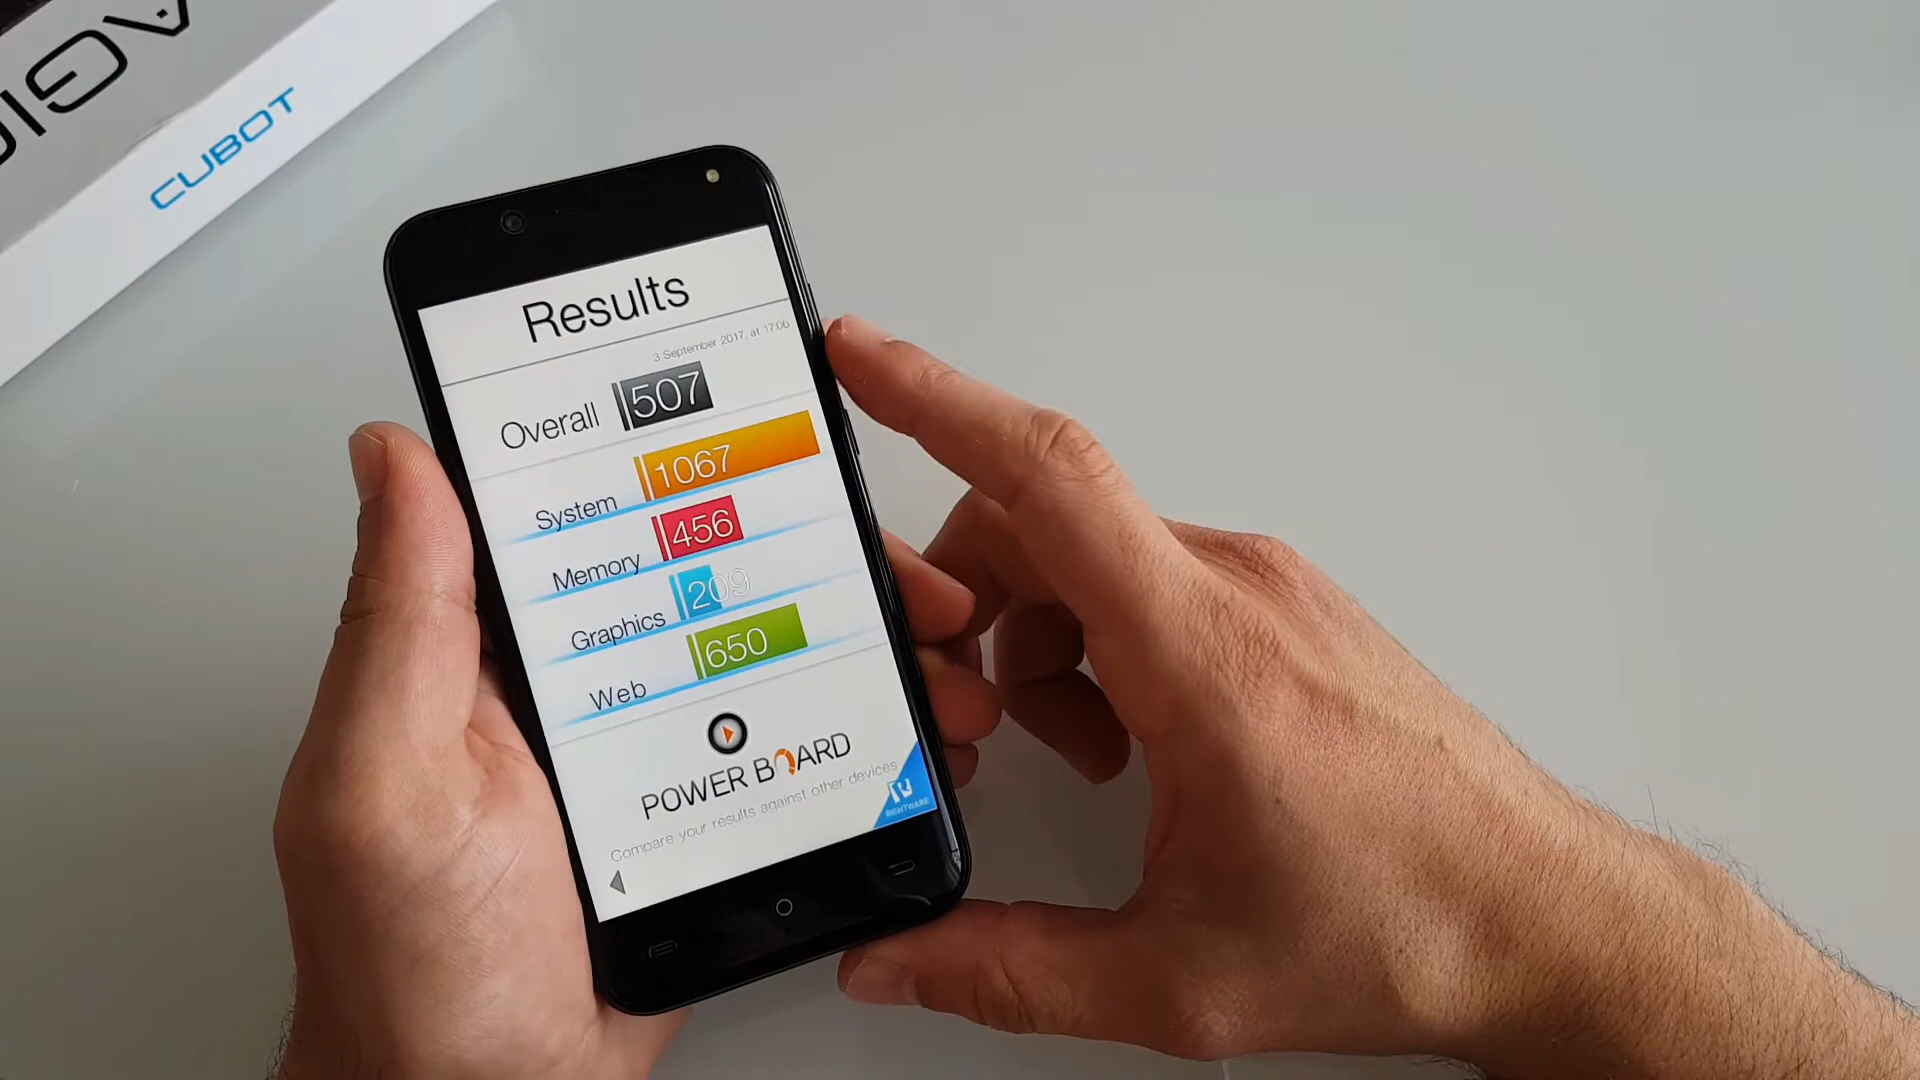 CUBOT
Results
3 September 2017, at 17:06
Overall 507
System 1067
Memory 456
Graphics 209
Web 650
POWER BOARD
Compare your results against other devices
RIGHTWARE